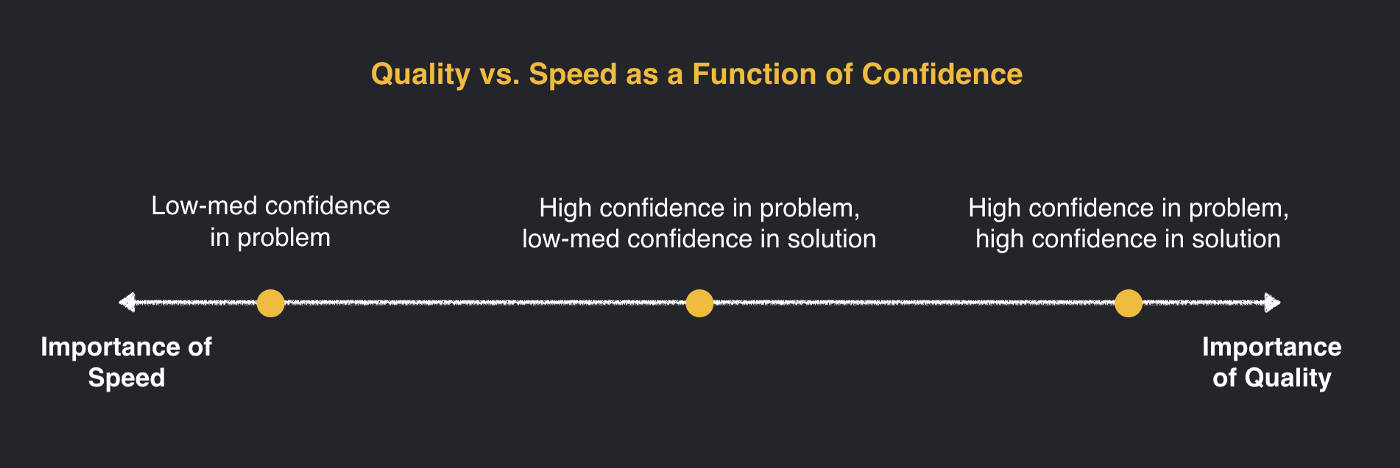 Quality vs. Speed as a Function of Confidence
Low-med confidence
in problem
High confidence in problem,
low-med confidence in solution
High confidence in problem,
high confidence in solution
Importance of
Speed
Importance
of Quality